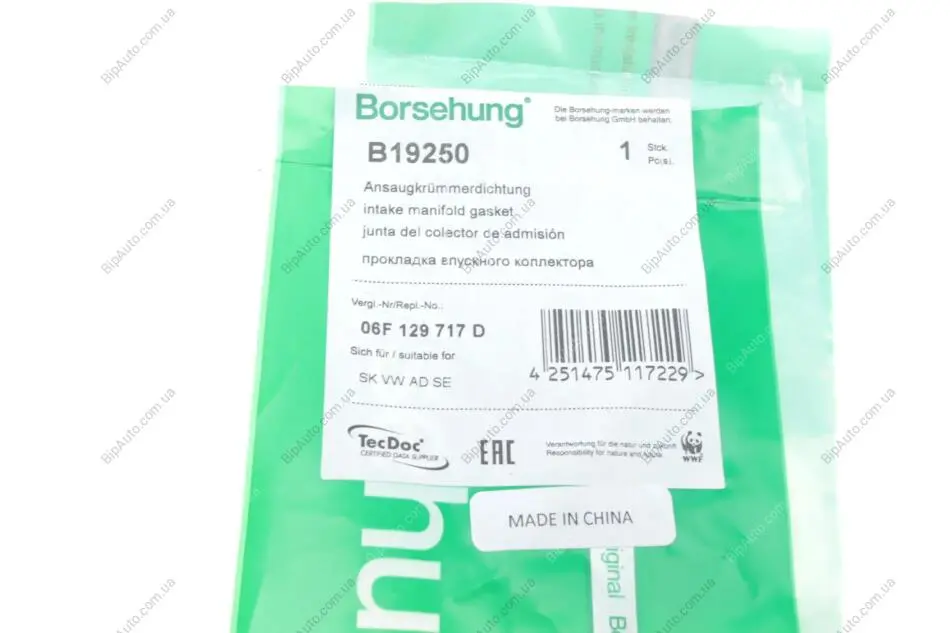 Borsehung®
Die Borsehung-marken werden
bei Borsehung GmbH behalten.
B19250
1 Stck.
Pc(s).
Ansaugkrümmerdichtung
intake manifold gasket
junta del colector de admisión
прокладка впускного коллектора
Vergl.-Nr/Repl.-No.:
06F 129 717 D
Sich für / suitable for
SK VW AD SE
4 251475 117229 >
TecDoc®
CERTIFIED DATA SUPPLIER
EAC
Verantwortung für die natur und zukunft
Responsibility for nature and future
WWF
MADE IN CHINA
hu
iginal B
BipAuto.com.ua